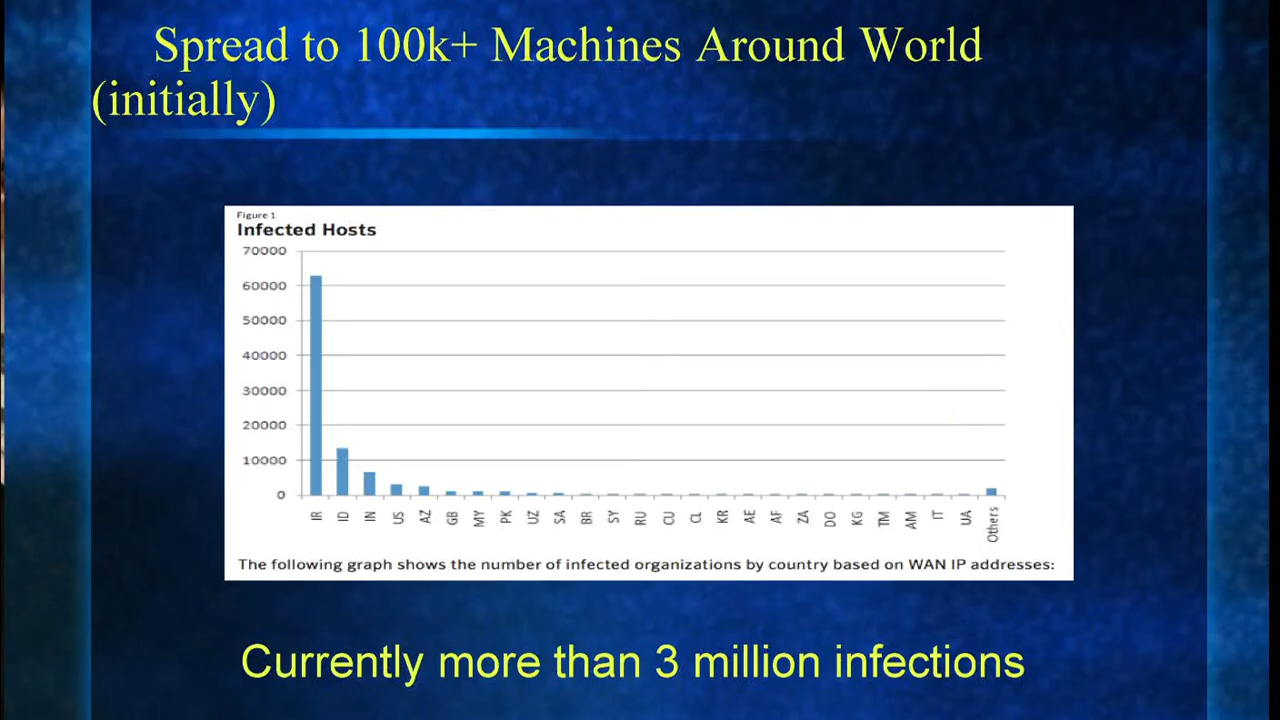 Spread to 100k+ Machines Around World
(initially)
Figure 1
Infected Hosts
70000
60000
50000
40000
30000
20000
10000
0
IR ID IN US AZ GB MY PK UZ SA BR SY RU CU CL KR AE AF ZA DO KG TM AM IT UA Others
The following graph shows the number of infected organizations by country based on WAN IP addresses:
Currently more than 3 million infections